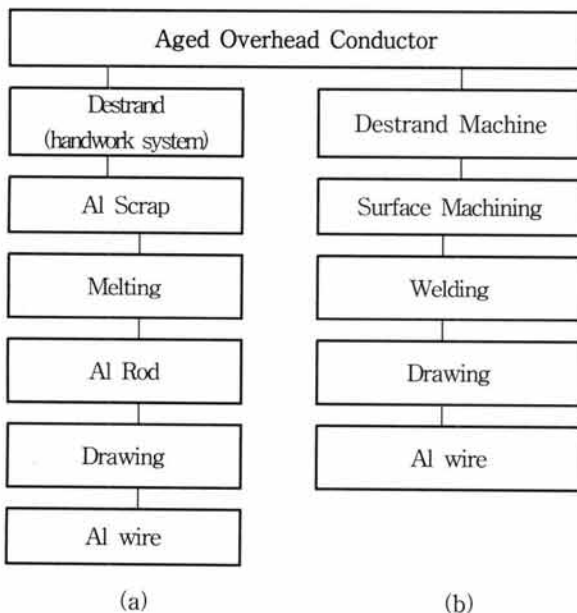 Aged Overhead Conductor
Destrand
(handwork system)
Al Scrap
Melting
Al Rod
Drawing
Al wire
(a)
Destrand Machine
Surface Machining
Welding
Drawing
Al wire
(b)